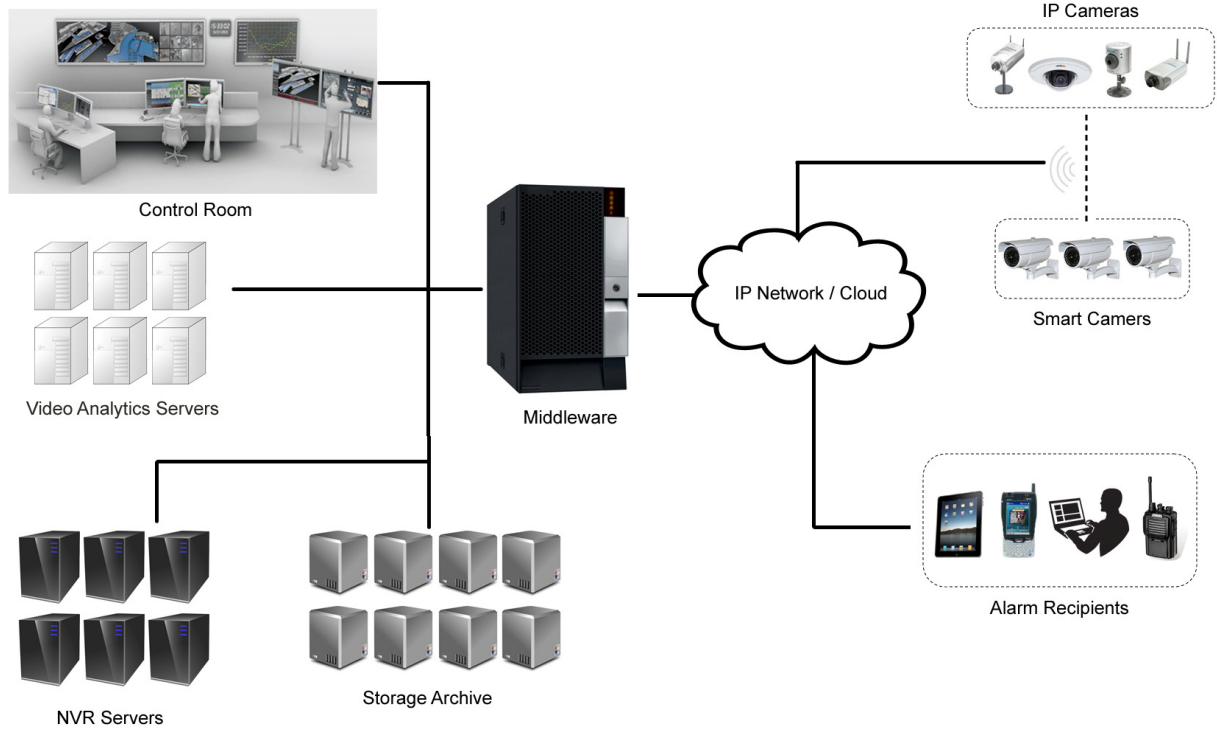 IP Cameras
Control Room
IP Network / Cloud
Smart Camers
Video Analytics Servers
Middleware
Alarm Recipients
Storage Archive
NVR Servers